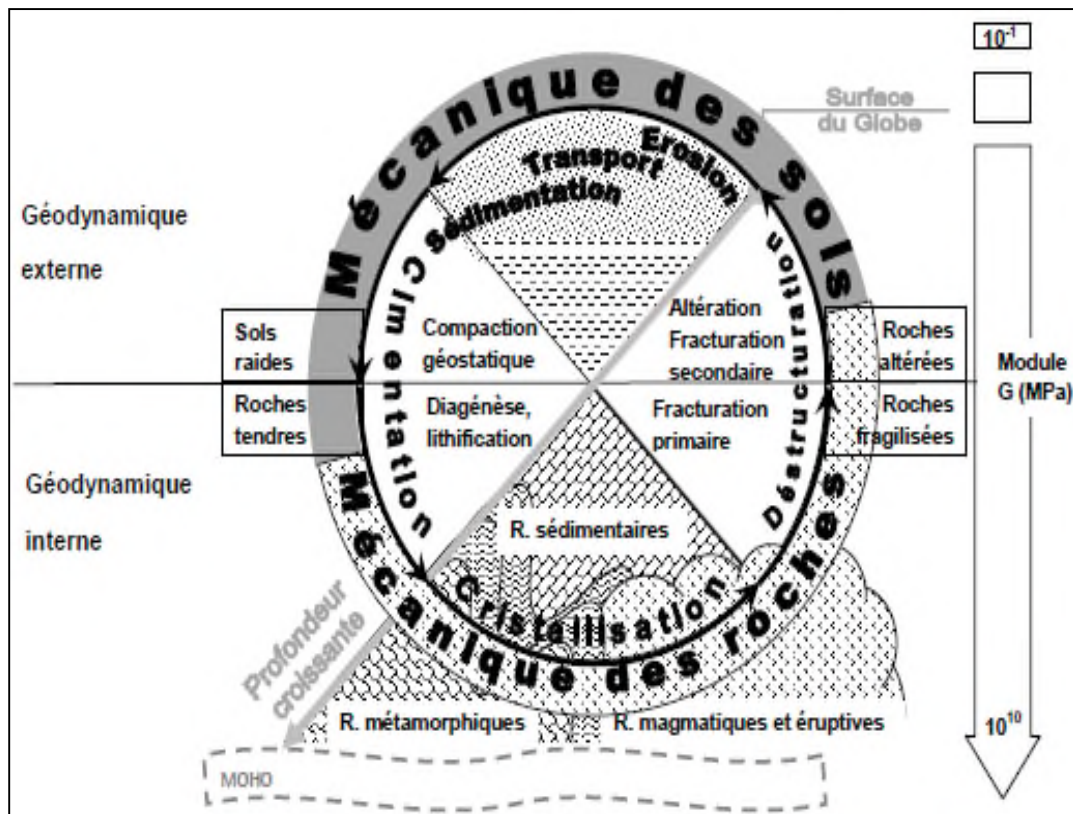 10⁻¹
Mécanique des sols
Surface
du Globe
Erosion
Transport
sédimentation
Géodynamique
externe
Cimentation
Déstructuration
Compaction
géostatique
Altération
Fracturation
secondaire
Sols
raides
Roches
altérées
Module
G (MPa)
Roches
tendres
Diagénèse,
lithification
Fracturation
primaire
Roches
fragilisées
Géodynamique
interne
R. sédimentaires
Cristallisation
Mécanique des roches
Profondeur
croissante
R. métamorphiques
R. magmatiques et éruptives
10¹⁰
MOHO